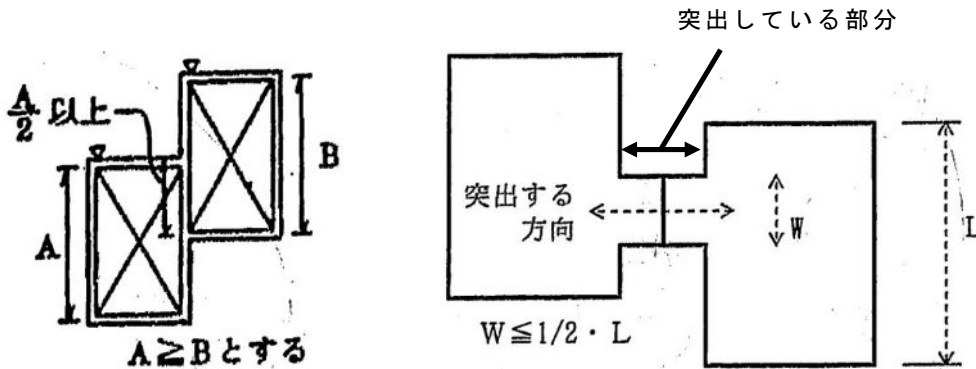 A/2 以上
A
B
A≧Bとする
突出している部分
突出する
方向
W
L
W≦1/2・L